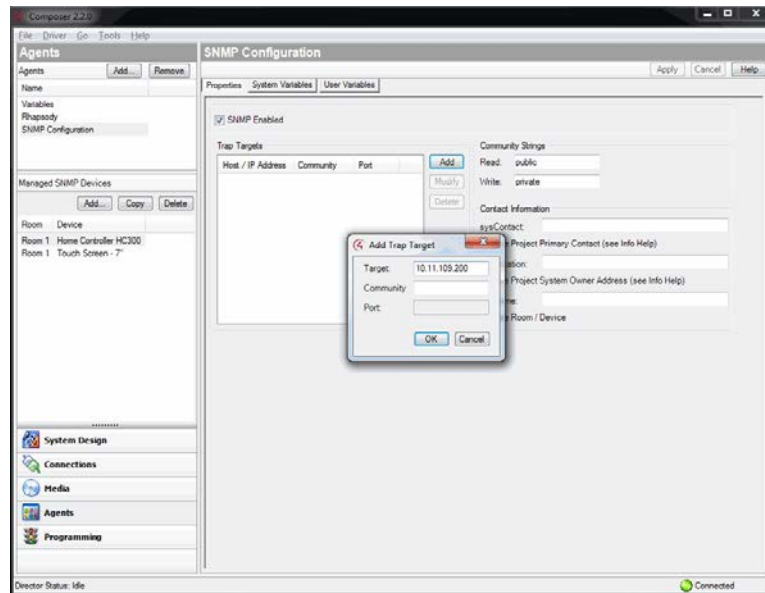 Composer 2.2.0
File Driver Go Tools Help
Agents
Agents Add... Remove
Name
Variables
Rhapsody
SNMP Configuration
Managed SNMP Devices
Add... Copy Delete
Room Device
Room 1 Home Controller HC300
Room 1 Touch Screen - 7"
System Design
Connections
Media
Agents
Programming
SNMP Configuration
Apply Cancel Help
Properties System Variables User Variables
SNMP Enabled
Trap Targets
Host / IP Address Community Port
Add
Modify
Delete
Community Strings
Read: public
Write: private
Contact Information
sysContact:
Project Primary Contact (see Info Help)
Project System Owner Address (see Info Help)
Room / Device
Add Trap Target
Target: 10.11.109.200
Community
Port:
OK Cancel
Director Status: Idle
Connected